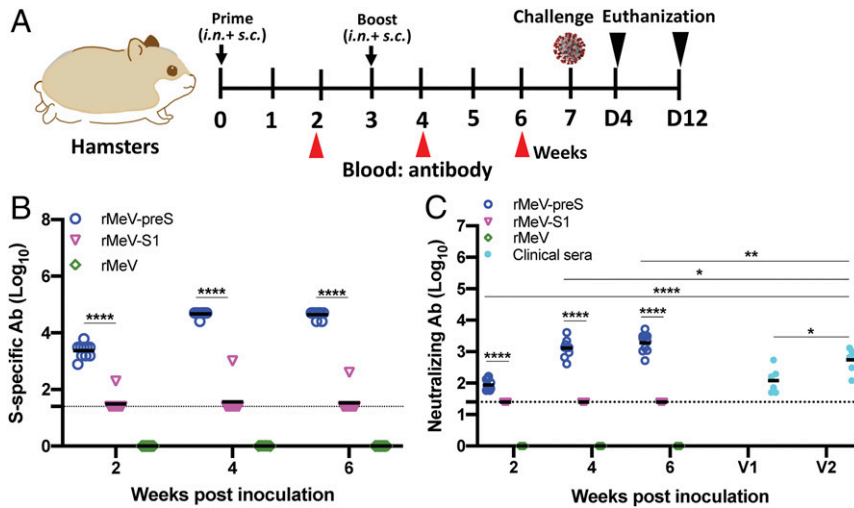 A
Prime
(i.n.+ s.c.)
Boost
(i.n.+ s.c.)
Challenge
Euthanization
0 1 2 3 4 5 6 7 D4 D12
Hamsters
Weeks
Blood: antibody
B
rMeV-preS
rMeV-S1
rMeV
S-specific Ab (Log10)
8
6
4
2
0
**** **** ****
2 4 6
Weeks post inoculation
C
rMeV-preS
rMeV-S1
rMeV
Clinical sera
Neutralizing Ab (Log10)
7
6
5
4
3
2
1
0
**
*
****
**** **** ****
*
2 4 6 V1 V2
Weeks post inoculation